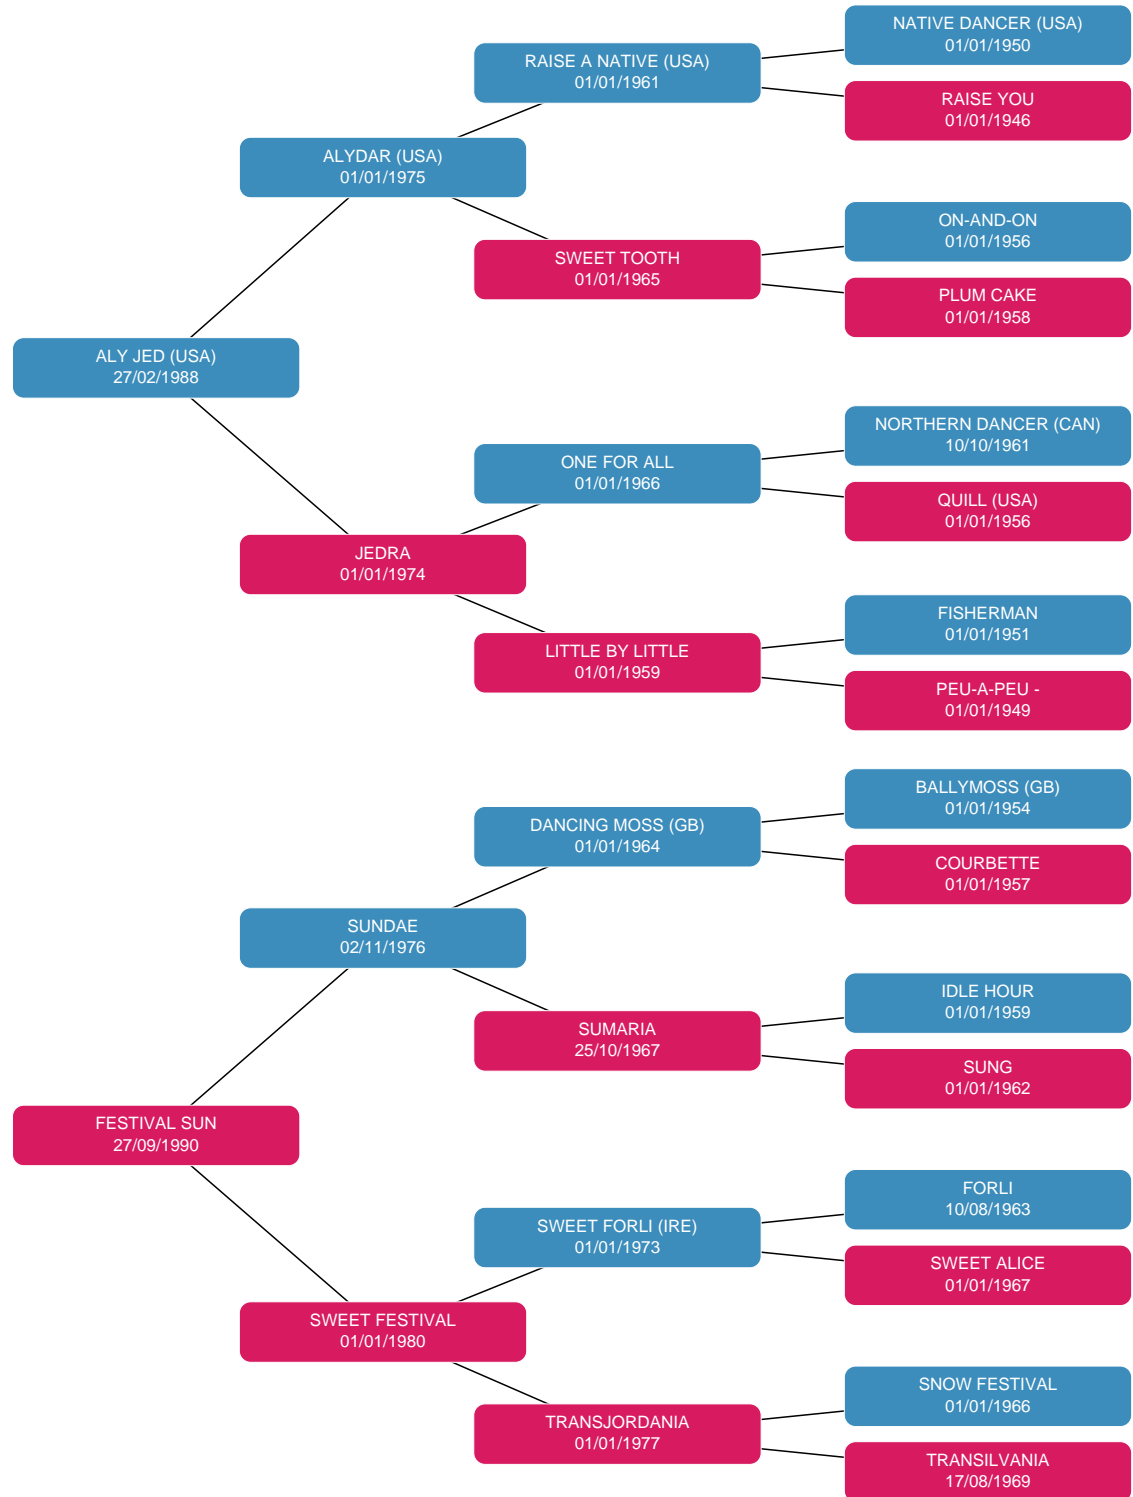 NATIVE DANCER (USA)
01/01/1950
RAISE A NATIVE (USA)
01/01/1961
RAISE YOU
01/01/1946
ALYDAR (USA)
01/01/1975
ON-AND-ON
01/01/1956
SWEET TOOTH
01/01/1965
PLUM CAKE
01/01/1958
ALY JED (USA)
27/02/1988
NORTHERN DANCER (CAN)
10/10/1961
ONE FOR ALL
01/01/1966
QUILL (USA)
01/01/1956
JEDRA
01/01/1974
FISHERMAN
01/01/1951
LITTLE BY LITTLE
01/01/1959
PEU-A-PEU -
01/01/1949
BALLYMOSS (GB)
01/01/1954
DANCING MOSS (GB)
01/01/1964
COURBETTE
01/01/1957
SUNDAE
02/11/1976
IDLE HOUR
01/01/1959
SUMARIA
25/10/1967
SUNG
01/01/1962
FESTIVAL SUN
27/09/1990
FORLI
10/08/1963
SWEET FORLI (IRE)
01/01/1973
SWEET ALICE
01/01/1967
SWEET FESTIVAL
01/01/1980
SNOW FESTIVAL
01/01/1966
TRANSJORDANIA
01/01/1977
TRANSILVANIA
17/08/1969